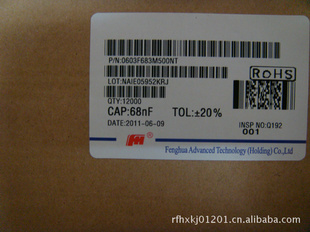 P/N:0603F683M500NT
RoHS
LOT:NAIE05952KRJ
QTY:12000
CAP:68nF TOL:±20%
DATE:2011-06-09
INSP NO:Q192
001
Fenghua Advanced Technology (Holding) Co.,Ltd
rfhxkj01201.cn.alibaba.com